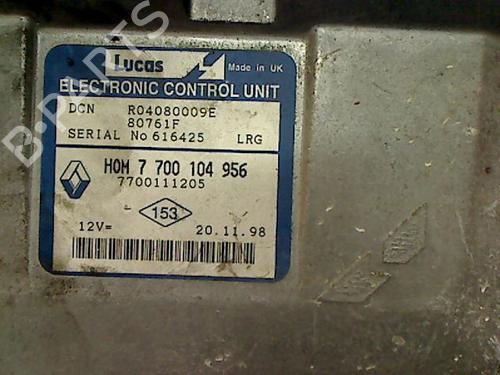 Lucas Made in UK
ELECTRONIC CONTROL UNIT
DCN R04080009E
80761F
SERIAL No 616425 LRG
HOM 7 700 104 956
7700111205
153
12V= 20.11.98
B-PARTS